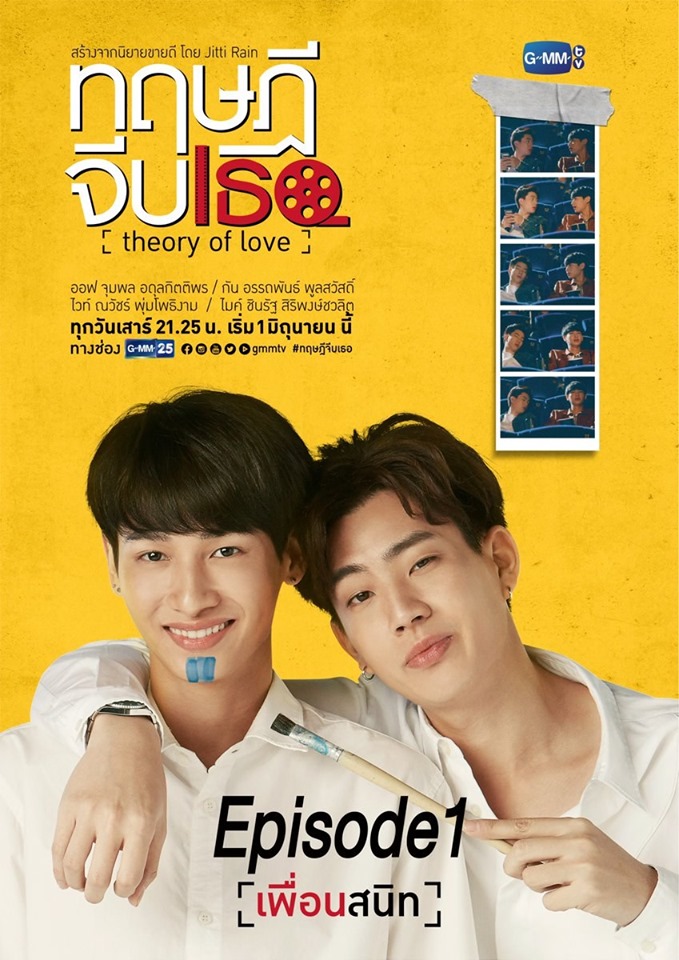 สร้างจากนิยายขายดี โดย Jitti Rain
ทฤษฎี
จีบเธอ
[ theory of love ]
G"MM' tv
ออฟ จุมพล อดุลกิตติพร / กัน อรรถพันธ์ พูลสวัสดิ์
ไวท์ ณวัชร์ พุ่มโพธิงาม / ไมค์ ชินรัฐ สิริพงษ์ชวลิต
ทุกวันเสาร์ 21.25 น. เริ่ม 1 มิถุนายน นี้
ทางช่อง G"MM' 25 gmmtv #ทฤษฎีจีบเธอ
Episode1
[เพื่อนสนิท]